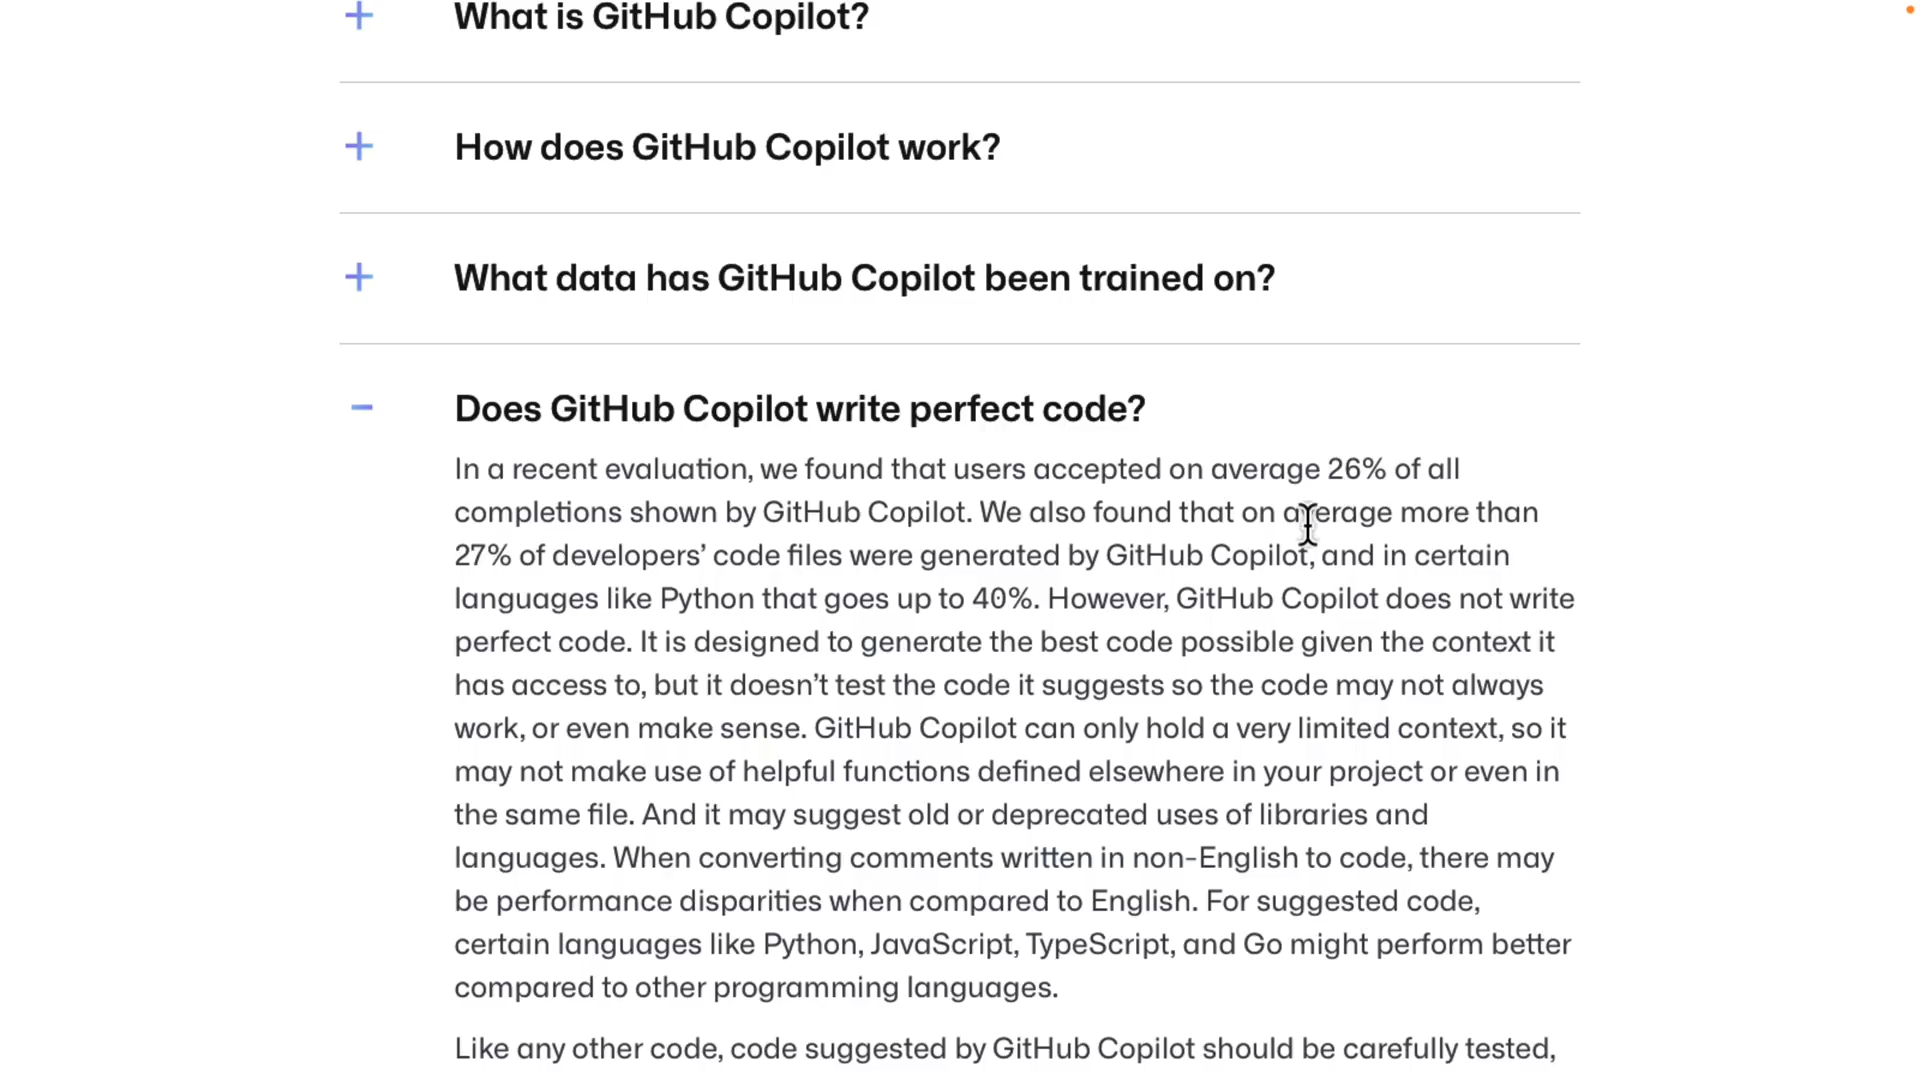 What is GitHub Copilot?
How does GitHub Copilot work?
What data has GitHub Copilot been trained on?
Does GitHub Copilot write perfect code?
In a recent evaluation, we found that users accepted on average 26% of all
completions shown by GitHub Copilot. We also found that on average more than
27% of developers’ code files were generated by GitHub Copilot, and in certain
languages like Python that goes up to 40%. However, GitHub Copilot does not write
perfect code. It is designed to generate the best code possible given the context it
has access to, but it doesn’t test the code it suggests so the code may not always
work, or even make sense. GitHub Copilot can only hold a very limited context, so it
may not make use of helpful functions defined elsewhere in your project or even in
the same file. And it may suggest old or deprecated uses of libraries and
languages. When converting comments written in non-English to code, there may
be performance disparities when compared to English. For suggested code,
certain languages like Python, JavaScript, TypeScript, and Go might perform better
compared to other programming languages.
Like any other code, code suggested by GitHub Copilot should be carefully tested,